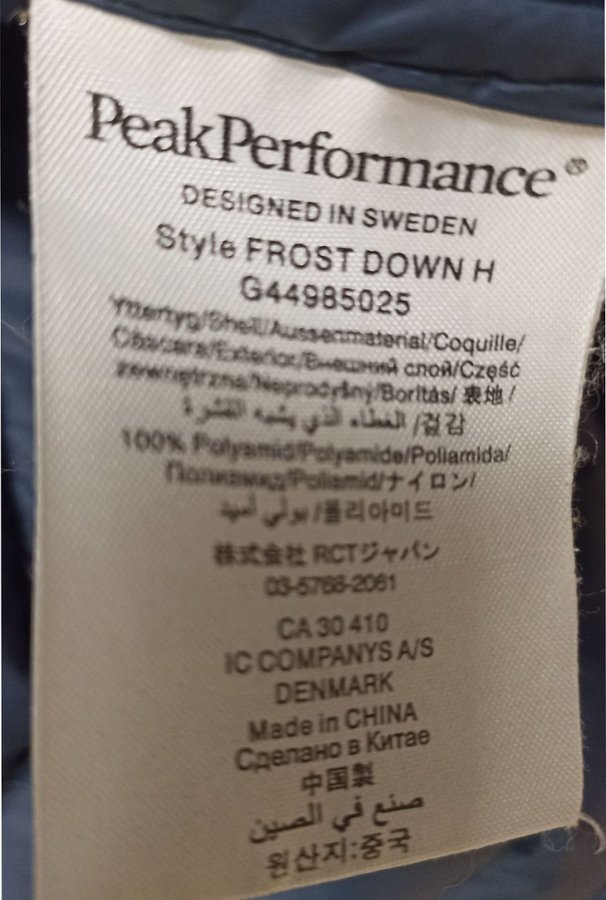 PeakPerformance®
DESIGNED IN SWEDEN
Style FROST DOWN H
G44985025
Yttertyg/Shell/Aussenmaterial/Coquille/
Cáscara/Exterior/Внешний слой/Część
zewnętrzna/Neprodyšný/Borítás/ 表地 /
الغطاء الذي يشبه القشرة /겉감
100% Polyamid/Polyamide/Poliamida/
Полиамид/Poliamid/ナイロン/
بولي أميد /폴리아미드
株式会社 RCTジャパン
03-5768-2061
CA 30 410
IC COMPANYS A/S
DENMARK
Made in CHINA
Сделано в Китае
中国製
صنع في الصين
원산지:중국